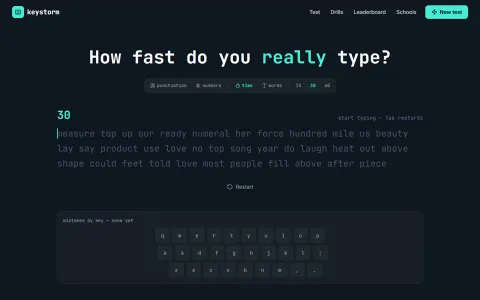 keystorm
Test Drills Leaderboard Schools New test
How fast do you really type?
punctuation numbers time words 15 30 60
30 start typing — Tab restarts
measure top up our ready numeral her force hundred mile us beauty
lay say product use love no top song year do laugh heat out above
shape could feet told love most people fill above after piece
Restart
mistakes by key — none yet
q w e r t y u i o p
a s d f g h j k l ;
z x c v b n m , .